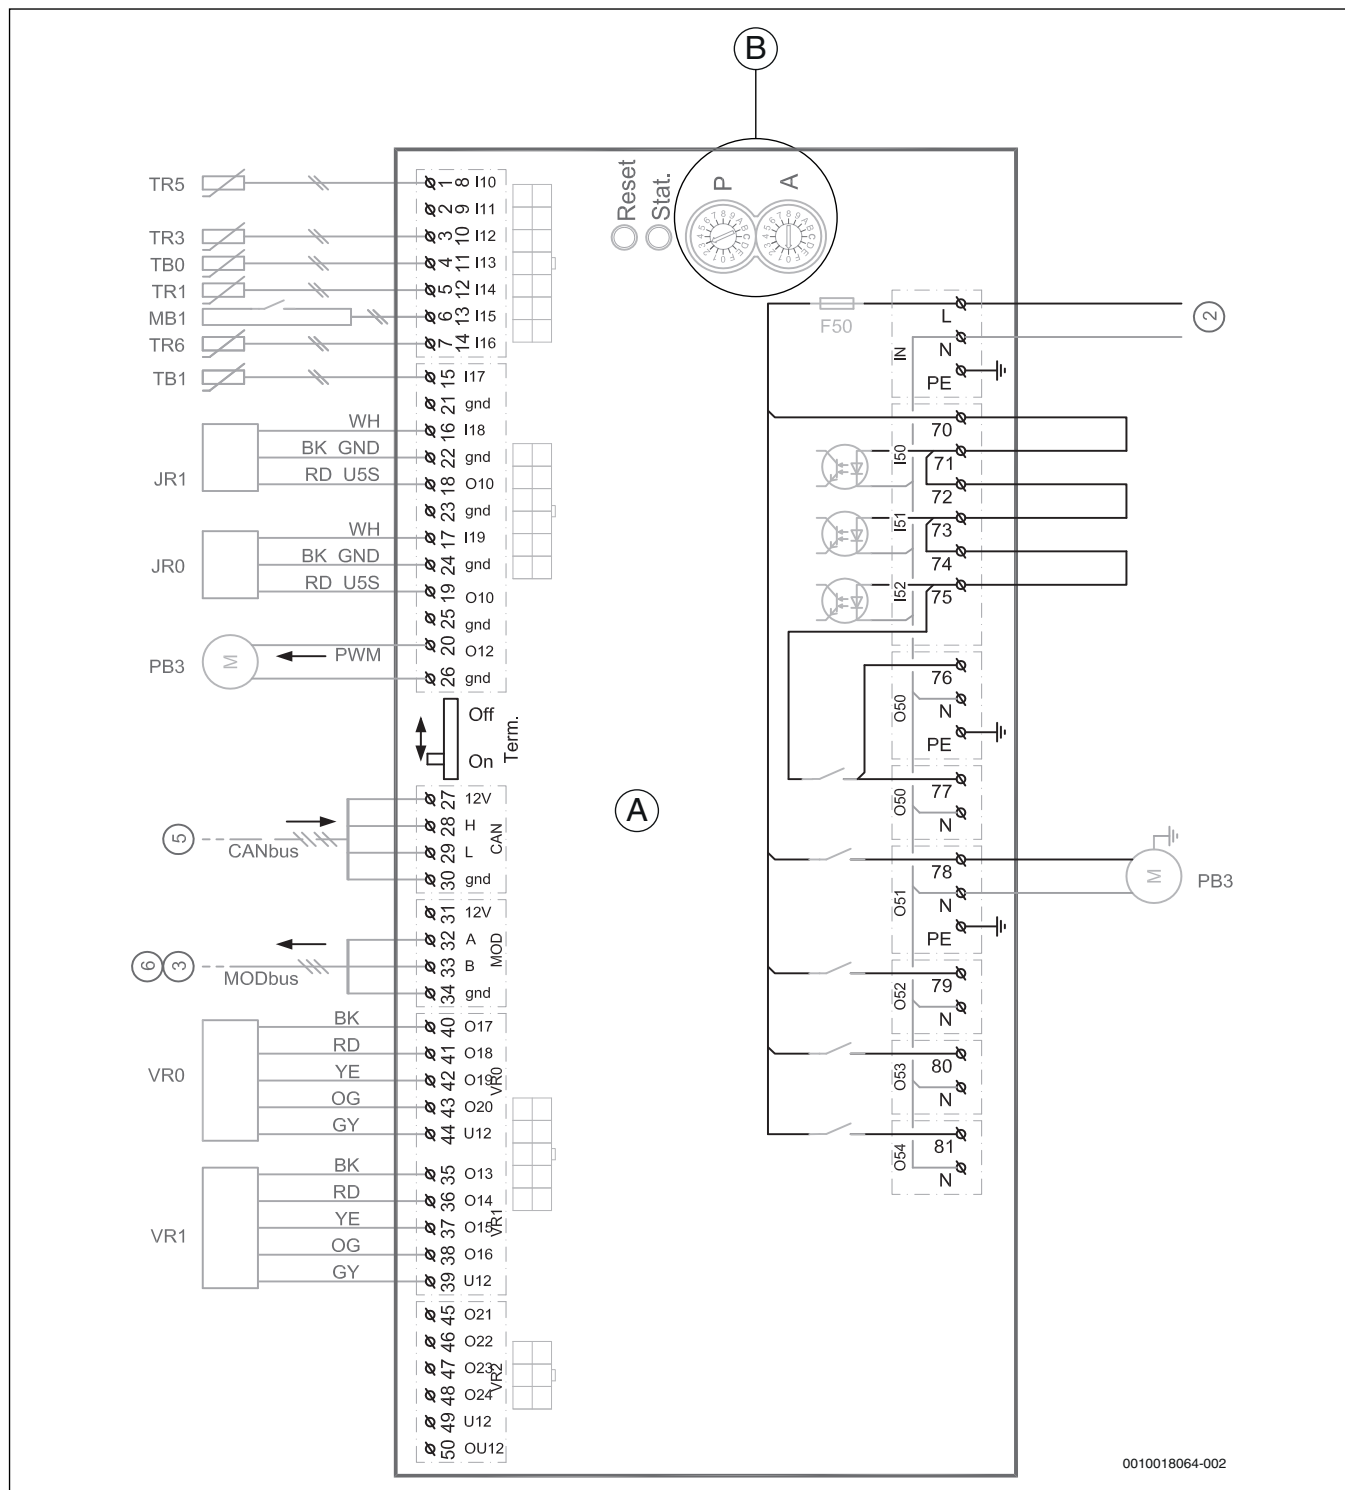 B
Reset
Stat.
P
A
TR5
1 8 I10
2 9 I11
TR3
3 10 I12
TB0
4 11 I13
TR1
5 12 I14
MB1
6 13 I15
TR6
7 14 I16
TB1
15 I17
21 gnd
WH
16 I18
JR1
BK GND
22 gnd
RD U5S
18 O10
23 gnd
WH
17 I19
JR0
BK GND
24 gnd
RD U5S
19 O10
25 gnd
PB3
M
PWM
20 O12
26 gnd
Off
On
Term.
27 12V
28 H
5
CANbus
29 L
30 gnd
CAN
31 12V
32 A
6 3
MODbus
33 B
34 gnd
MOD
BK
40 O17
RD
41 O18
VR0
YE
42 O19
VR0
OG
43 O20
GY
44 U12
BK
35 O13
RD
36 O14
VR1
YE
37 O15
VR1
OG
38 O16
GY
39 U12
45 O21
46 O22
47 O23
VR2
48 O24
49 U12
50 OU12
A
F50
L
2
IN
N
PE
70
I50
71
72
I51
73
74
I52
75
76
O50
N
PE
77
O50
N
78
M
PB3
O51
N
PE
79
O52
N
80
O53
N
81
O54
N
0010018064-002